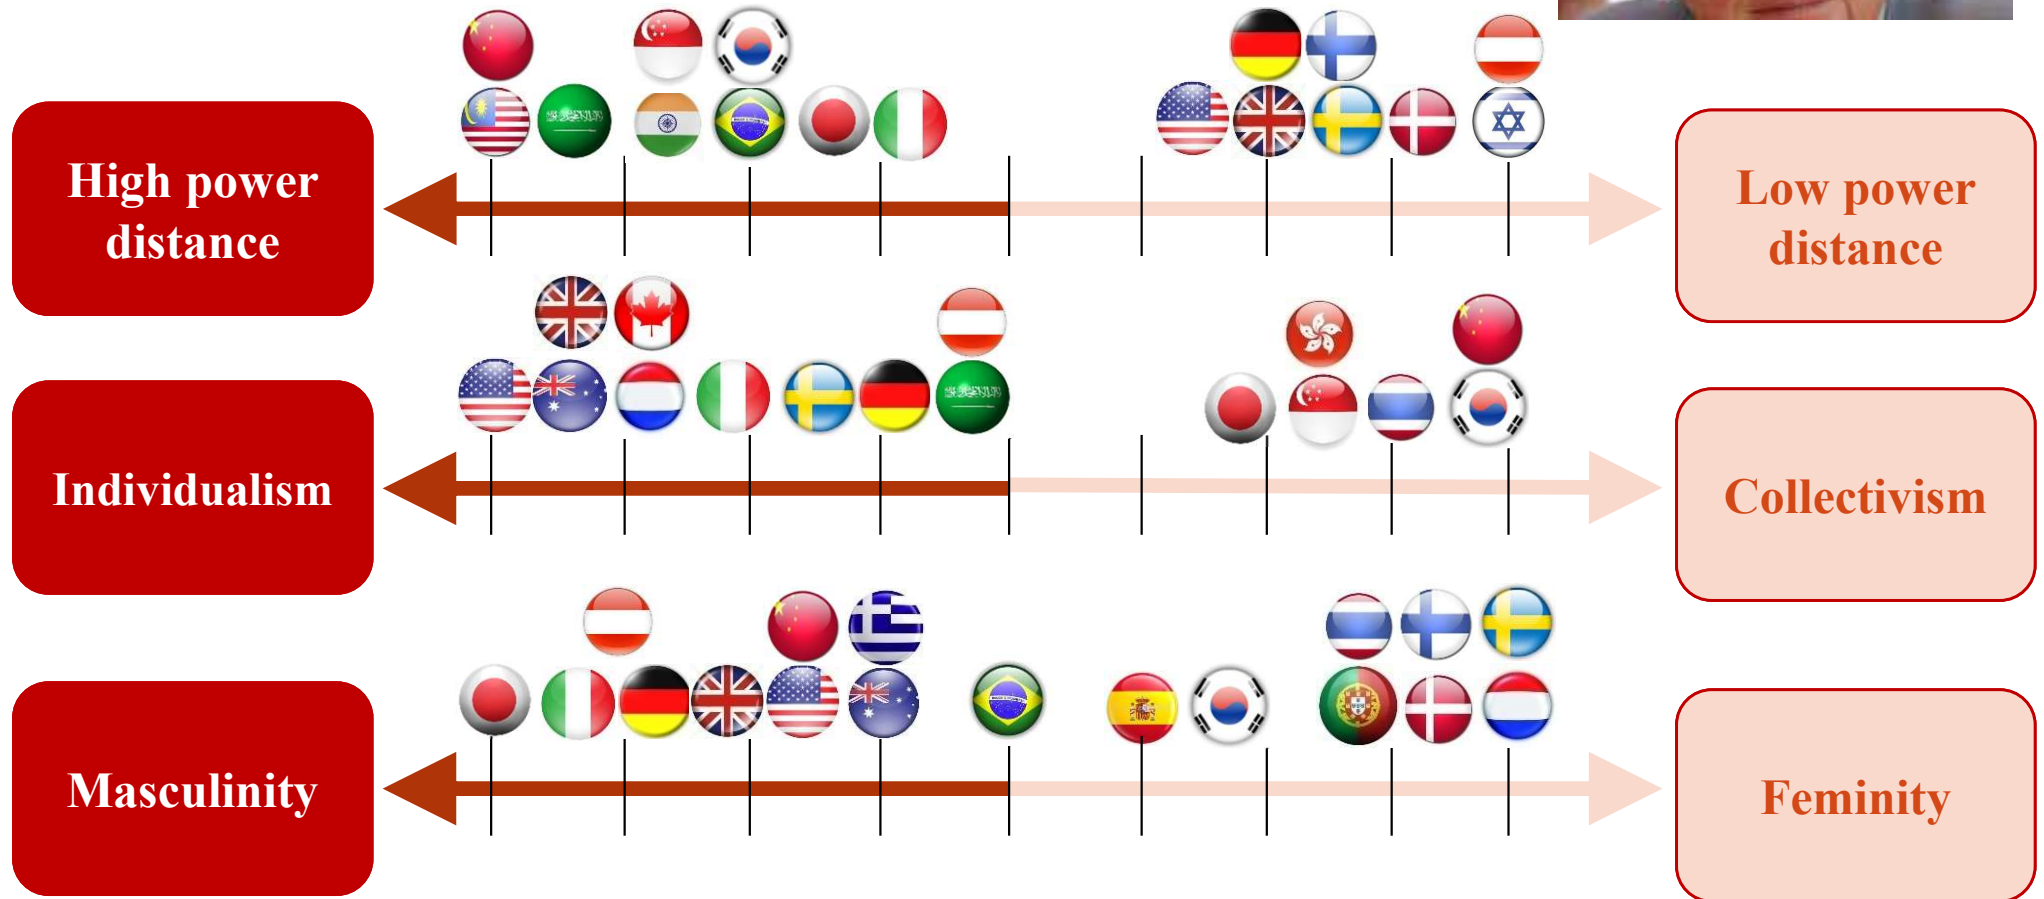 High power
distance
Low power
distance
Individualism
Collectivism
Masculinity
Feminity